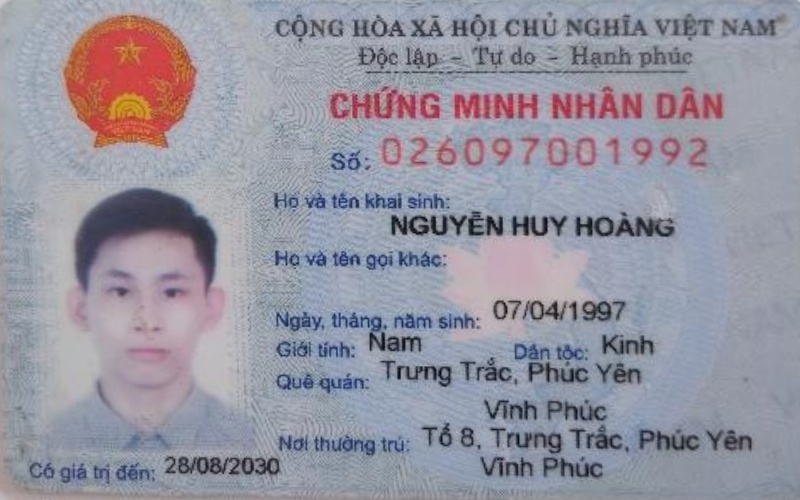 CỘNG HÒA XÃ HỘI CHỦ NGHĨA VIỆT NAM
Độc lập - Tự do - Hạnh phúc
CHỨNG MINH NHÂN DÂN
Số: 026097001992
Họ và tên khai sinh:
NGUYỄN HUY HOÀNG
Họ và tên gọi khác:
Ngày, tháng, năm sinh: 07/04/1997
Giới tính: Nam Dân tộc: Kinh
Quê quán: Trưng Trắc, Phúc Yên
Vĩnh Phúc
Nơi thường trú: Tổ 8, Trưng Trắc, Phúc Yên
Vĩnh Phúc
Có giá trị đến: 28/08/2030